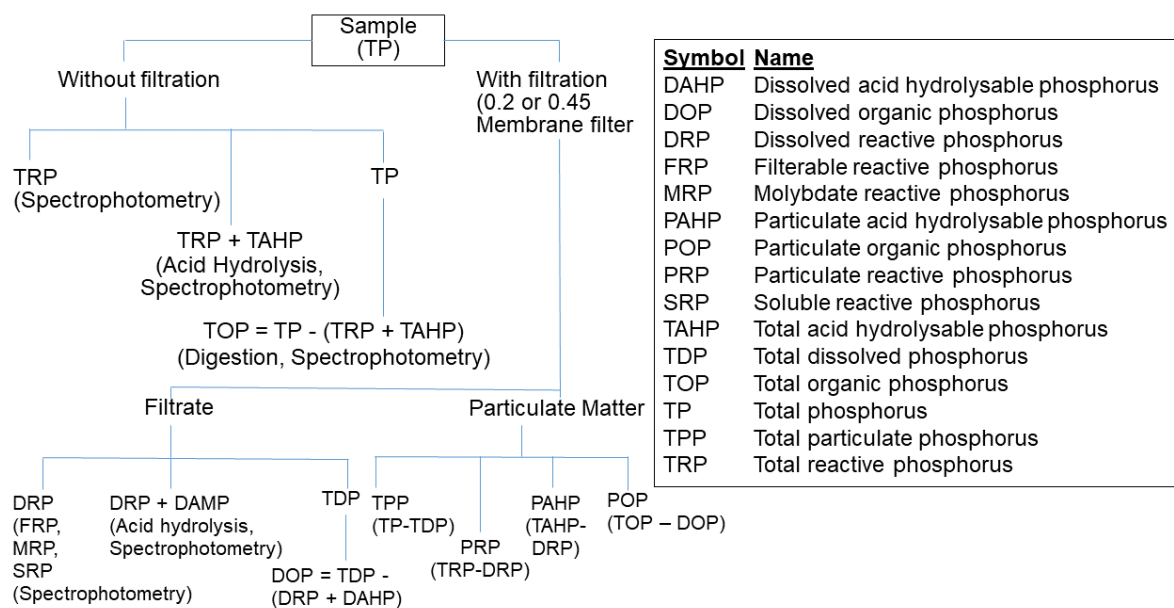 Sample
(TP)
Without filtration
With filtration
(0.2 or 0.45
Membrane filter
TRP
(Spectrophotometry)
TP
TRP + TAHP
(Acid Hydrolysis,
Spectrophotometry)
TOP = TP - (TRP + TAHP)
(Digestion, Spectrophotometry)
Filtrate
Particulate Matter
DRP
(FRP,
MRP,
SRP
(Spectrophotometry)
DRP + DAMP
(Acid hydrolysis,
Spectrophotometry)
TDP
DOP = TDP -
(DRP + DAHP)
TPP
(TP-TDP)
PRP
(TRP-DRP)
PAHP
(TAHP-
DRP)
POP
(TOP – DOP)
Symbol Name
DAHP Dissolved acid hydrolysable phosphorus
DOP Dissolved organic phosphorus
DRP Dissolved reactive phosphorus
FRP Filterable reactive phosphorus
MRP Molybdate reactive phosphorus
PAHP Particulate acid hydrolysable phosphorus
POP Particulate organic phosphorus
PRP Particulate reactive phosphorus
SRP Soluble reactive phosphorus
TAHP Total acid hydrolysable phosphorus
TDP Total dissolved phosphorus
TOP Total organic phosphorus
TP Total phosphorus
TPP Total particulate phosphorus
TRP Total reactive phosphorus